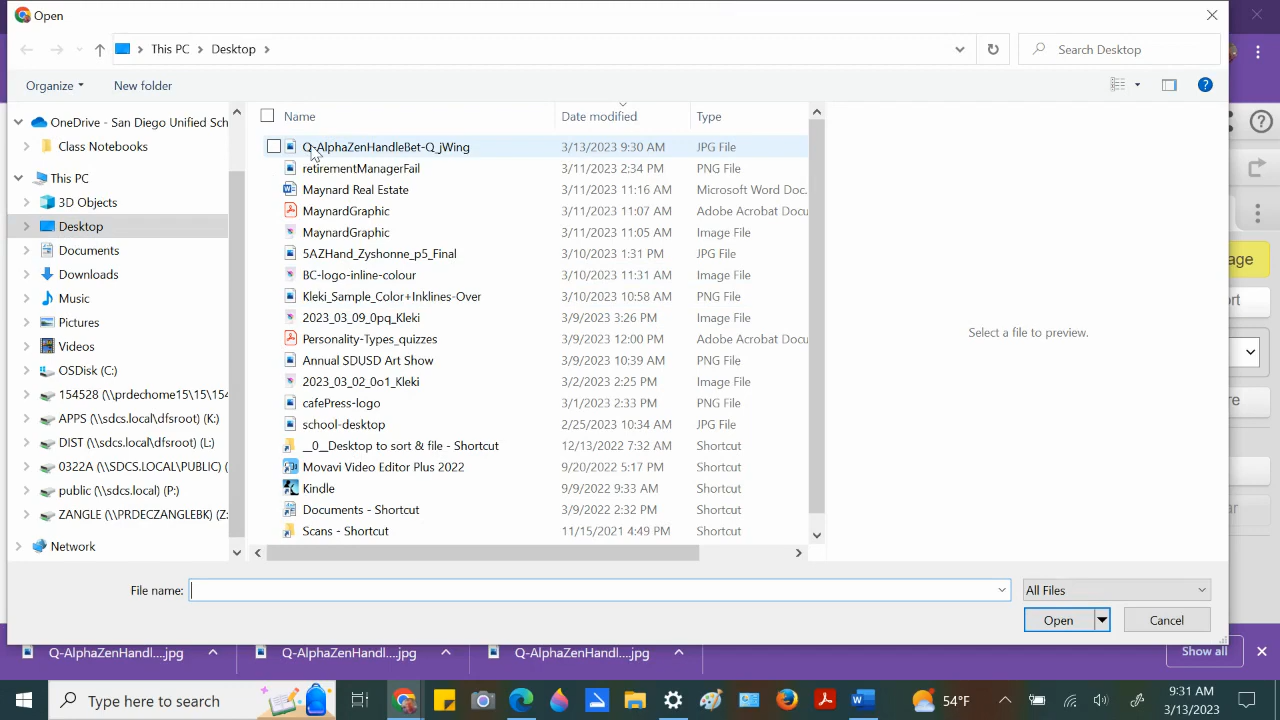 Open
This PC
Desktop
Search Desktop
Organize
New folder
Name
Date modified
Type
OneDrive - San Diego Unified Sch
Class Notebooks
This PC
3D Objects
Desktop
Documents
Downloads
Music
Pictures
Videos
OSDisk (C:)
154528 (\\prdechome15\15\154
APPS (\\sdcs.local\dfsroot) (K:)
DIST (\\sdcs.local\dfsroot) (L:)
0322A (\\SDCS.LOCAL\PUBLIC) (
public (\\sdcs.local) (P:)
ZANGLE (\\PRDECZANGLEBK) (Z:
Network
Q-AlphaZenHandleBet-Q_jWing 3/13/2023 9:30 AM JPG File
retirementManagerFail 3/11/2023 2:34 PM PNG File
Maynard Real Estate 3/11/2023 11:16 AM Microsoft Word Doc.
MaynardGraphic 3/11/2023 11:07 AM Adobe Acrobat Docu
MaynardGraphic 3/11/2023 11:05 AM Image File
5AZHand_Zyshonne_p5_Final 3/10/2023 1:31 PM JPG File
BC-logo-inline-colour 3/10/2023 11:31 AM Image File
Kleki_Sample_Color+Inklines-Over 3/10/2023 10:58 AM PNG File
2023_03_09_0pq_Kleki 3/9/2023 3:26 PM Image File
Personality-Types_quizzes 3/9/2023 12:00 PM Adobe Acrobat Docu
Annual SDUSD Art Show 3/9/2023 10:39 AM PNG File
2023_03_02_0o1_Kleki 3/2/2023 2:25 PM Image File
cafePress-logo 3/1/2023 2:33 PM PNG File
school-desktop 2/25/2023 10:34 AM JPG File
__0__Desktop to sort & file - Shortcut 12/13/2022 7:32 AM Shortcut
Movavi Video Editor Plus 2022 9/20/2022 5:17 PM Shortcut
Kindle 9/9/2022 9:33 AM Shortcut
Documents - Shortcut 3/9/2022 2:32 PM Shortcut
Scans - Shortcut 11/15/2021 4:49 PM Shortcut
Select a file to preview.
age
rt
re
ar
File name:
All Files
Open
Cancel
Q-AlphaZenHandl....jpg
Q-AlphaZenHandl....jpg
Q-AlphaZenHandl....jpg
Show all
Type here to search
54°F
9:31 AM
3/13/2023